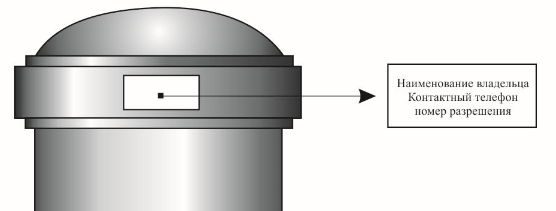 Наименование владельца
Контактный телефон
номер разрешения